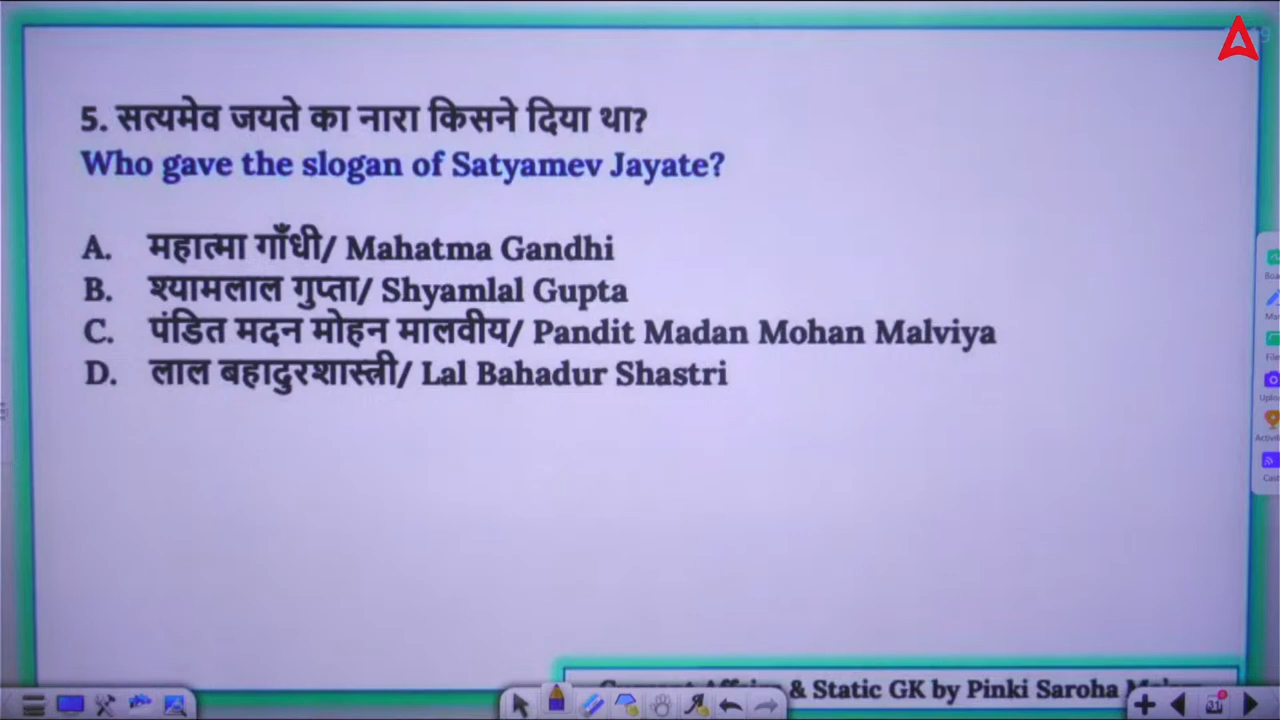 5. सत्यमेव जयते का नारा किसने दिया था?
Who gave the slogan of Satyamev Jayate?
A. महात्मा गाँधी/ Mahatma Gandhi
B. श्यामलाल गुप्ता/ Shyamlal Gupta
C. पंडित मदन मोहन मालवीय/ Pandit Madan Mohan Malviya
D. लाल बहादुरशास्त्री/ Lal Bahadur Shastri
& Static GK by Pinki Saroha
31